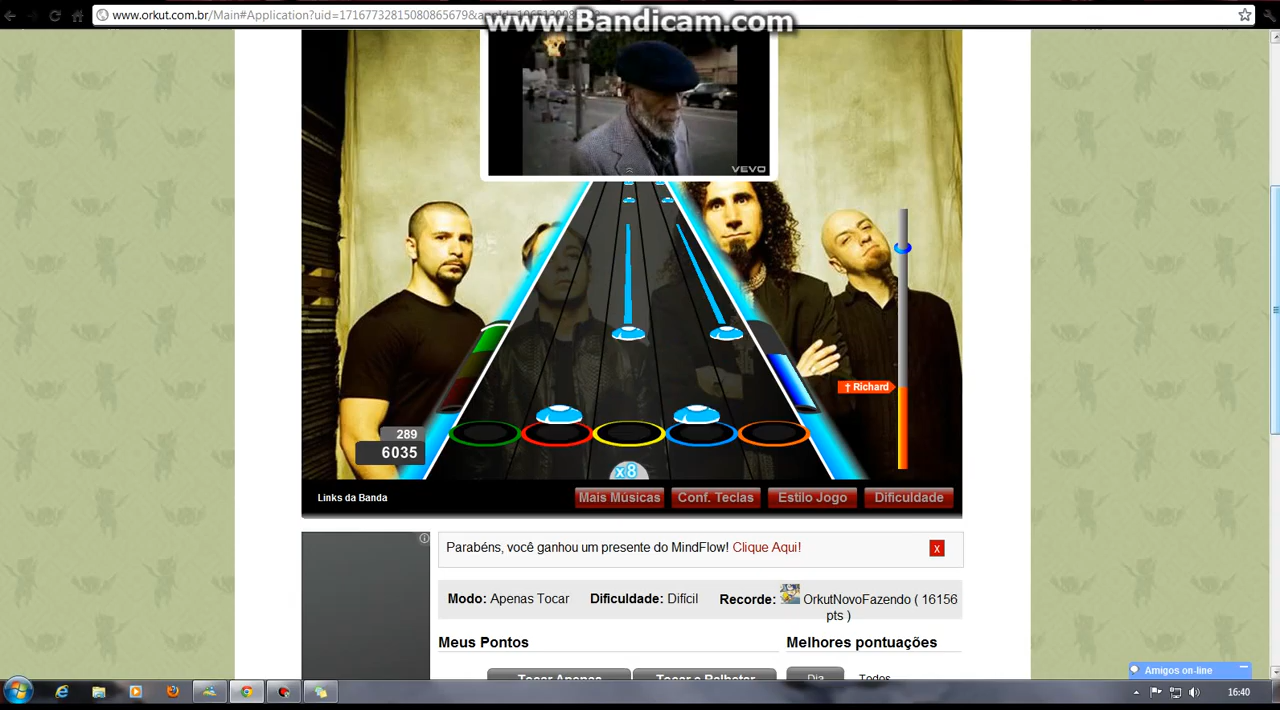 www.orkut.com.br/Main#Application?uid=17167732815080865679&
www.Bandicam.com
vevo
† Richard
289
6035
x8
Links da Banda
Mais Músicas
Conf. Teclas
Estilo Jogo
Dificuldade
Parabéns, você ganhou um presente do MindFlow! Clique Aqui!
x
Modo: Apenas Tocar Dificuldade: Difícil Recorde: OrkutNovoFazendo ( 16156
pts )
Meus Pontos
Melhores pontuações
Tocar Apenas
Tocar e Palhetar
Dia
Todos
Amigos on-line
16:40